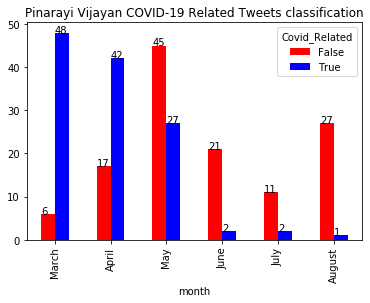 Pinarayi Vijayan COVID-19 Related Tweets classification
Covid_Related
False
True
50
40
30
20
10
0
6
48
17
42
45
27
21
2
11
2
27
1
March
April
May
June
July
August
month